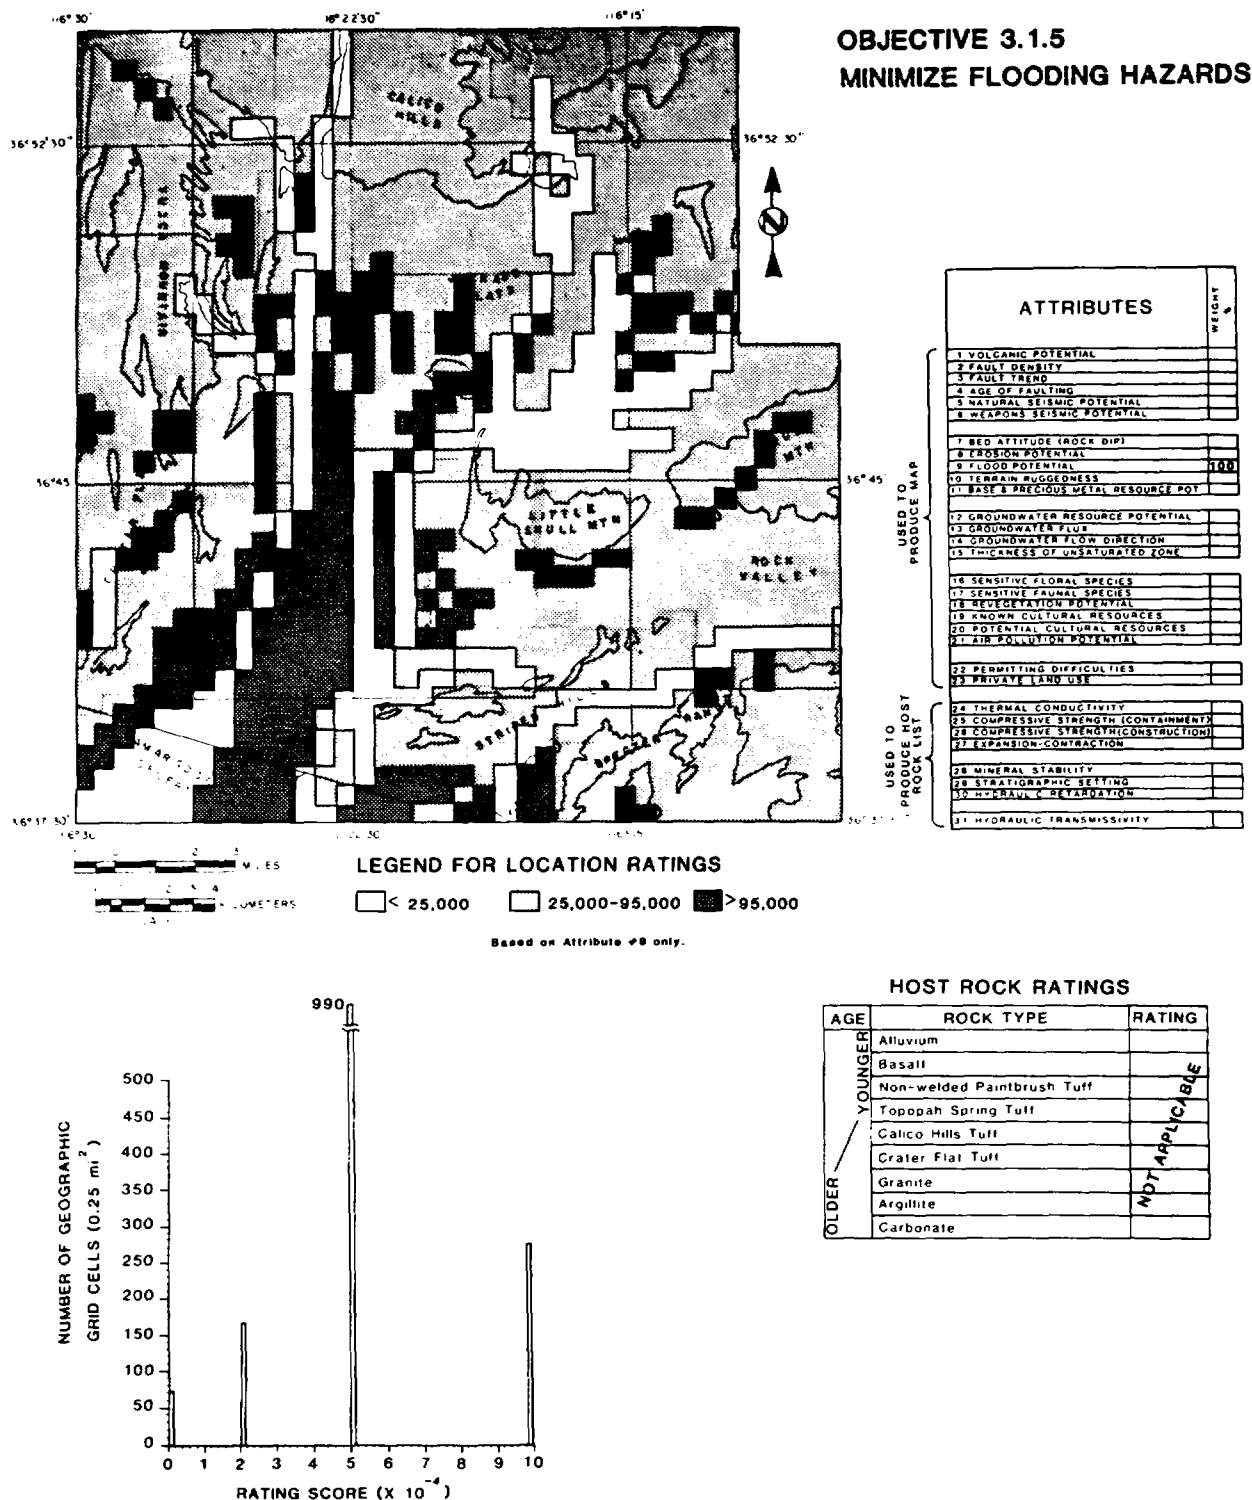 OBJECTIVE 3.1.5
MINIMIZE FLOODING HAZARDS
116° 30'
116° 22'30"
116° 15'
36° 52' 30"
36° 52' 30"
CALICO
HILLS
36° 45'
36° 45'
LITTLE
SKULL MTN
ROCK
VALLEY
MTN
STRIPED
SPECTER RANGE
MILES
KILOMETERS
LEGEND FOR LOCATION RATINGS
< 25,000
25,000-95,000
>95,000
Based on Attribute #9 only.
ATTRIBUTES
WEIGHT %
USED TO
PRODUCE MAP
1 VOLCANIC POTENTIAL
2 FAULT DENSITY
3 FAULT TREND
4 AGE OF FAULTING
5 NATURAL SEISMIC POTENTIAL
6 WEAPONS SEISMIC POTENTIAL
7 BED ATTITUDE (ROCK DIP)
8 EROSION POTENTIAL
9 FLOOD POTENTIAL 100
10 TERRAIN RUGGEDNESS
11 BASE & PRECIOUS METAL RESOURCE POT.
12 GROUNDWATER RESOURCE POTENTIAL
13 GROUNDWATER FLUX
14 GROUNDWATER FLOW DIRECTION
15 THICKNESS OF UNSATURATED ZONE
16 SENSITIVE FLORAL SPECIES
17 SENSITIVE FAUNAL SPECIES
18 REVEGETATION POTENTIAL
19 KNOWN CULTURAL RESOURCES
20 POTENTIAL CULTURAL RESOURCES
21 AIR POLLUTION POTENTIAL
22 PERMITTING DIFFICULTIES
23 PRIVATE LAND USE
USED TO
PRODUCE HOST
ROCK LIST
24 THERMAL CONDUCTIVITY
25 COMPRESSIVE STRENGTH (CONTAINMENT)
26 COMPRESSIVE STRENGTH (CONSTRUCTION)
27 EXPANSION-CONTRACTION
28 MINERAL STABILITY
29 STRATIGRAPHIC SETTING
30 HYDRAULIC RETARDATION
31 HYDRAULIC TRANSMISSIVITY
990
NUMBER OF GEOGRAPHIC
GRID CELLS (0.25 mi²)
500
450
400
350
300
250
200
150
100
50
0
0 1 2 3 4 5 6 7 8 9 10
RATING SCORE (X 10⁻⁴)
HOST ROCK RATINGS
AGE
ROCK TYPE
RATING
YOUNGER
OLDER
Alluvium
Basalt
Non-welded Paintbrush Tuff
Topopah Spring Tuff
Calico Hills Tuff
Crater Flat Tuff
Granite
Argillite
Carbonate
NOT APPLICABLE